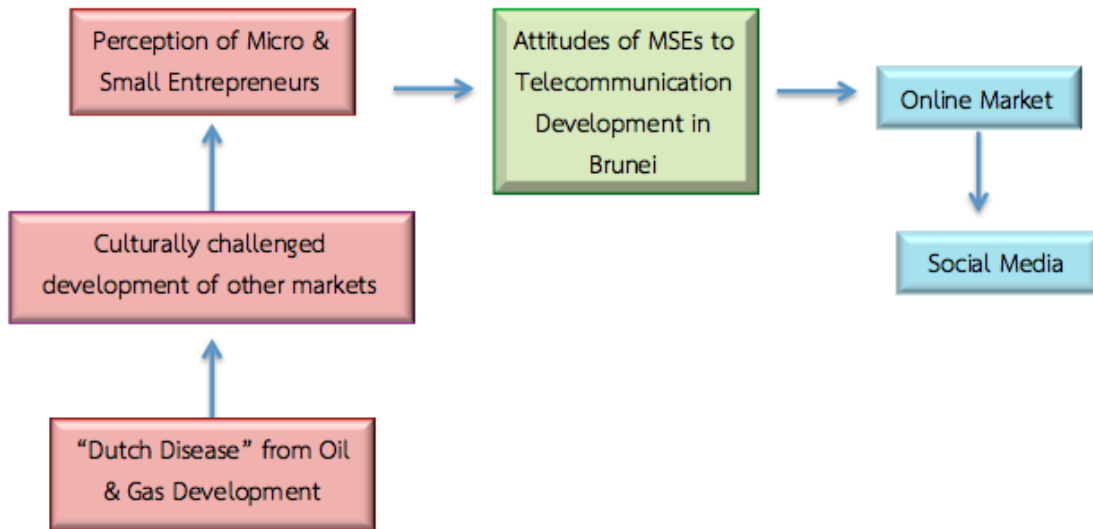 Perception of Micro &
Small Entrepreneurs
Attitudes of MSEs to
Telecommunication
Development in
Brunei
Online Market
Culturally challenged
development of other markets
Social Media
“Dutch Disease” from Oil
& Gas Development